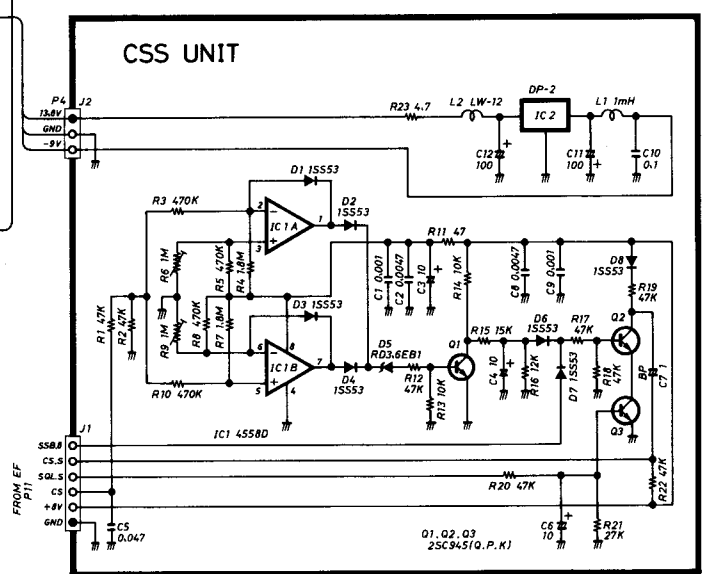 CSS UNIT
P4 J2
13.8V
GND
-9V
R23 4.7
L2 LW-12
DP-2
IC 2
L1 1mH
C12
100
C11
100
C10
0.1
D1 1SS53
D2
1SS53
R3 470K
2
IC1A
1
3
R6 1M
R5 470K
R4 1.8M
R11 47
C1 0.001
C2 0.0047
C3 10
R14 10K
C8 0.0047
C9 0.001
D8
1SS53
R19
47K
R1 47K
R2 47K
R9 1M
R8 470K
R7 1.8M
D3 1SS53
8
6
IC1B
7
5
4
D4
1SS53
D5
RD3.6EB1
R12
47K
R13 10K
Q1
R15 15K
D6
1SS53
R17
47K
Q2
C4 10
R16 12K
D7 1SS53
R18
47K
BP
C7 1
Q3
R10 470K
IC1 4558D
J1
SSB,B
CS,S
SQL,S
CS
+8V
GND
FROM EF
P11
C5
0.047
R20 47K
R22 47K
C6
10
R21
27K
Q1,Q2,Q3
2SC945(Q,P,K)